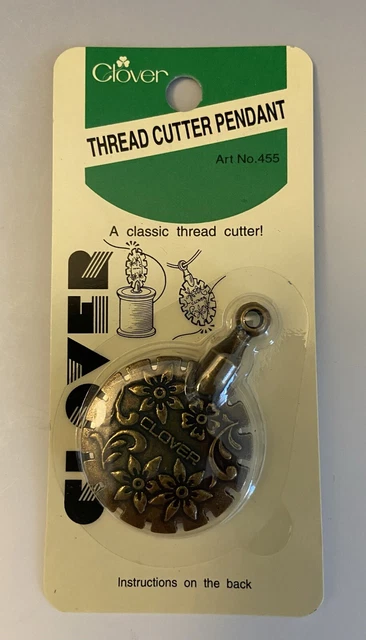 Clover
THREAD CUTTER PENDANT
Art No.455
A classic thread cutter!
CLOVER
CLOVER
Instructions on the back